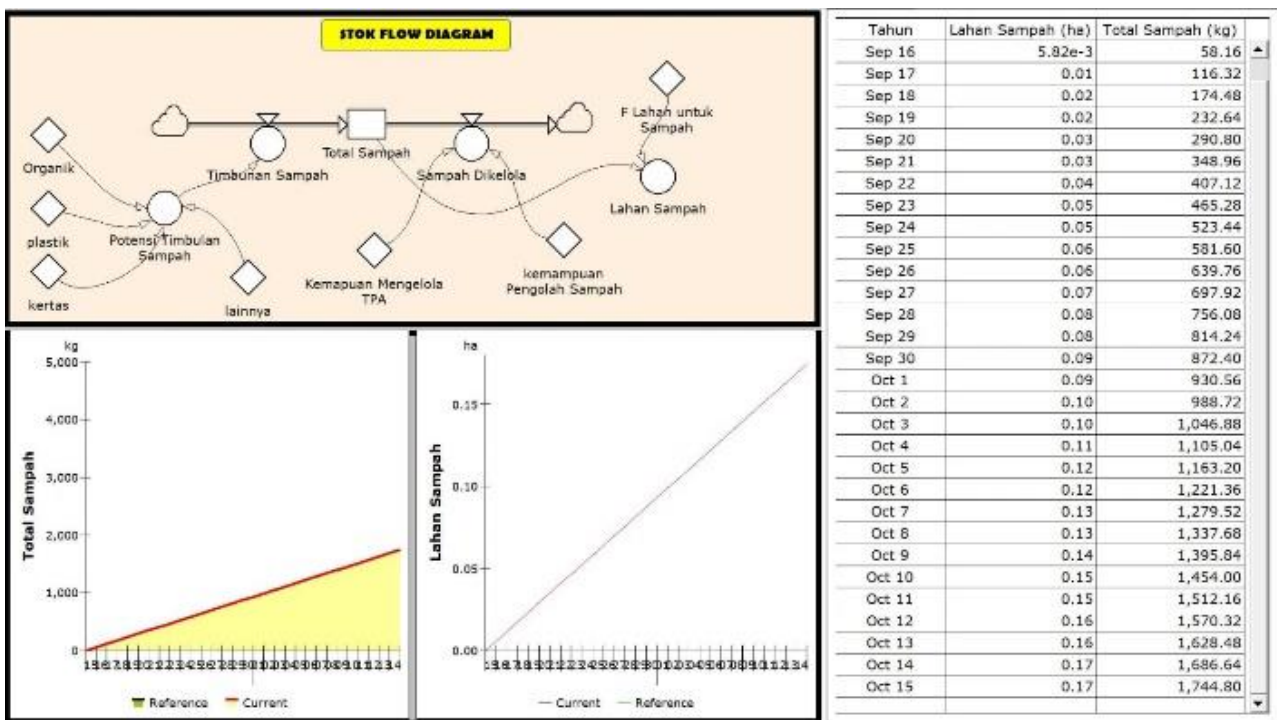 STOK FLOW DIAGRAM
F Lahan untuk
Sampah
Organik
Total Sampah
Timbunan Sampah
Sampah Dikelola
Lahan Sampah
plastik
Potensi Timbulan
Sampah
kertas
lainnya
Kemapuan Mengelola
TPA
kemampuan
Pengolah Sampah
kg
5,000
4,000
3,000
2,000
1,000
0
Total Sampah
Reference Current
ha
0.15
0.10
0.05
0.00
Lahan Sampah
Current Reference
Tahun Lahan Sampah (ha) Total Sampah (kg)
Sep 16 5.82e-3 58.16
Sep 17 0.01 116.32
Sep 18 0.02 174.48
Sep 19 0.02 232.64
Sep 20 0.03 290.80
Sep 21 0.03 348.96
Sep 22 0.04 407.12
Sep 23 0.05 465.28
Sep 24 0.05 523.44
Sep 25 0.06 581.60
Sep 26 0.06 639.76
Sep 27 0.07 697.92
Sep 28 0.08 756.08
Sep 29 0.08 814.24
Sep 30 0.09 872.40
Oct 1 0.09 930.56
Oct 2 0.10 988.72
Oct 3 0.10 1,046.88
Oct 4 0.11 1,105.04
Oct 5 0.12 1,163.20
Oct 6 0.12 1,221.36
Oct 7 0.13 1,279.52
Oct 8 0.13 1,337.68
Oct 9 0.14 1,395.84
Oct 10 0.15 1,454.00
Oct 11 0.15 1,512.16
Oct 12 0.16 1,570.32
Oct 13 0.16 1,628.48
Oct 14 0.17 1,686.64
Oct 15 0.17 1,744.80